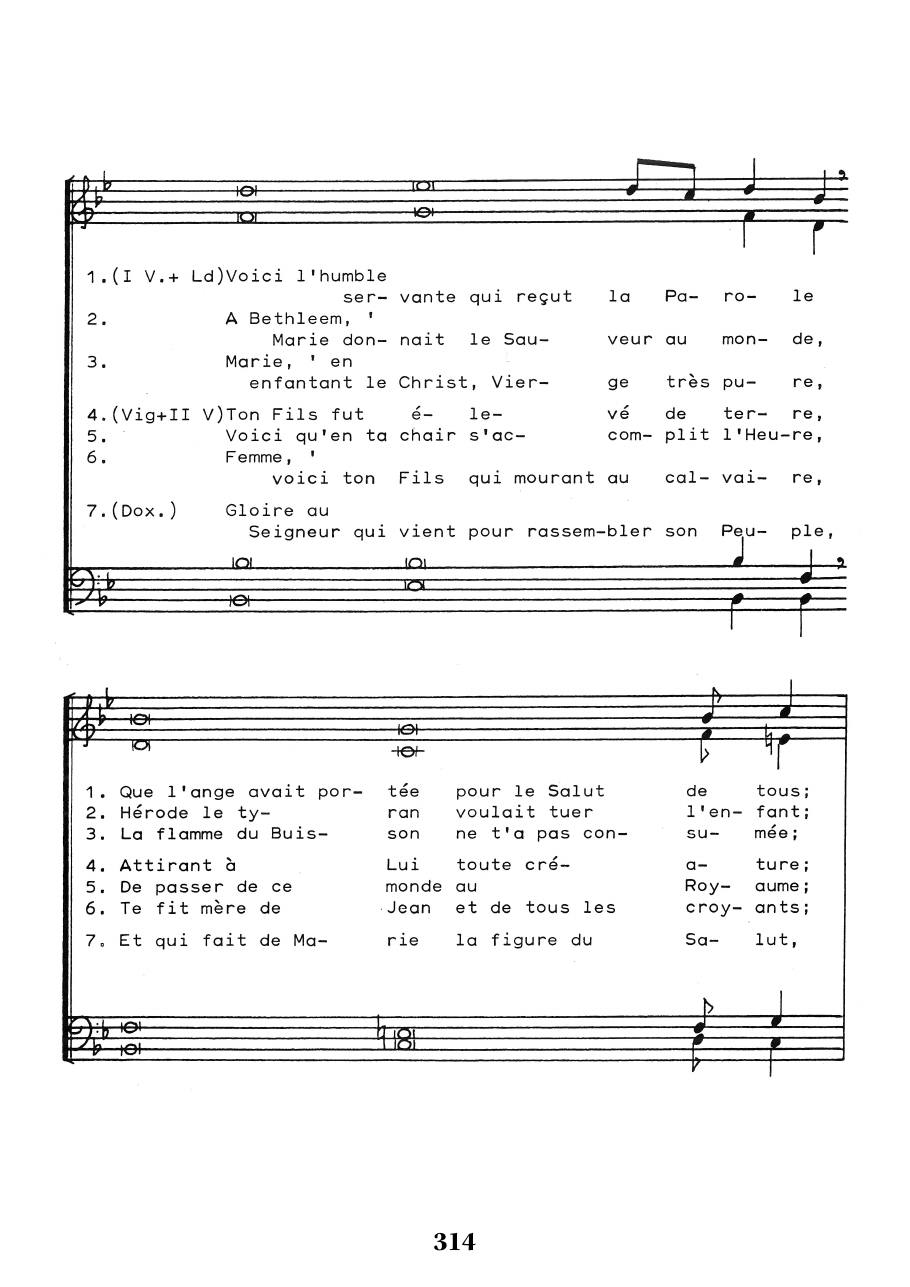 1.(I V.+ Ld)Voici l'humble
ser- vante qui reçut la Pa- ro- le
2. A Bethleem, '
Marie don- nait le Sau- veur au mon- de,
3. Marie, ' en
enfantant le Christ, Vier- ge très pu- re,
4.(Vig+II V)Ton Fils fut é- le- vé de ter- re,
5. Voici qu'en ta chair s'ac- com- plit l'Heu-re,
6. Femme, '
voici ton Fils qui mourant au cal- vai- re,
7.(Dox.) Gloire au
Seigneur qui vient pour rassem-bler son Peu- ple,
1. Que l'ange avait por- tée pour le Salut de tous;
2. Hérode le ty- ran voulait tuer l'en- fant;
3. La flamme du Buis- son ne t'a pas con- su- mée;
4. Attirant à Lui toute cré- a- ture;
5. De passer de ce monde au Roy- aume;
6. Te fit mère de Jean et de tous les croy- ants;
7. Et qui fait de Ma- rie la figure du Sa- lut,
314